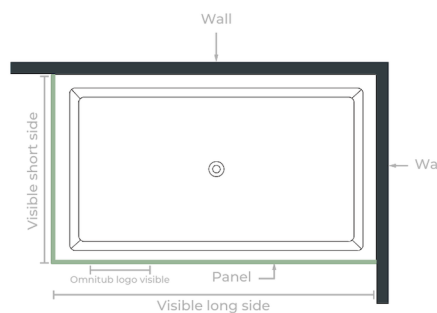 Wall
Visible short side
Wa
Omnitub logo visible
Panel
Visible long side